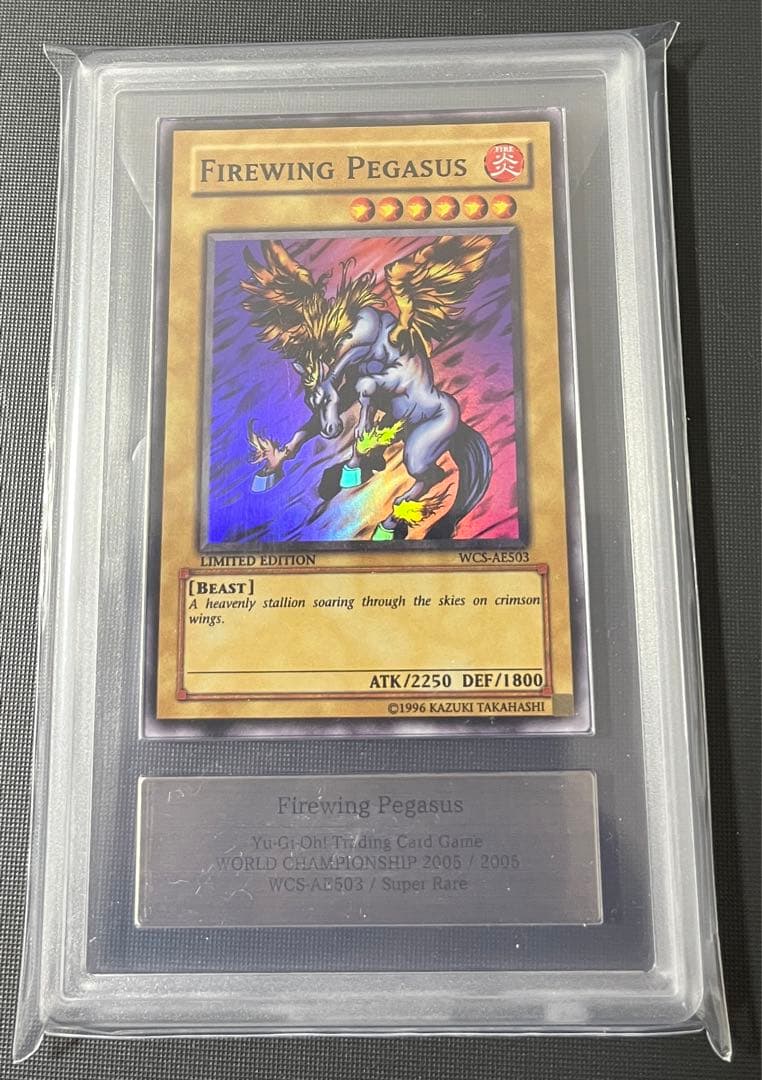 FIREWING PEGASUS
FIRE
炎
LIMITED EDITION
WCS-AE503
[BEAST]
A heavenly stallion soaring through the skies on crimson
wings.
ATK/2250 DEF/1800
©1996 KAZUKI TAKAHASHI
Firewing Pegasus
Yu-Gi-Oh! Trading Card Game
WORLD CHAMPIONSHIP 2005 / 2005
WCS-AE503 / Super Rare